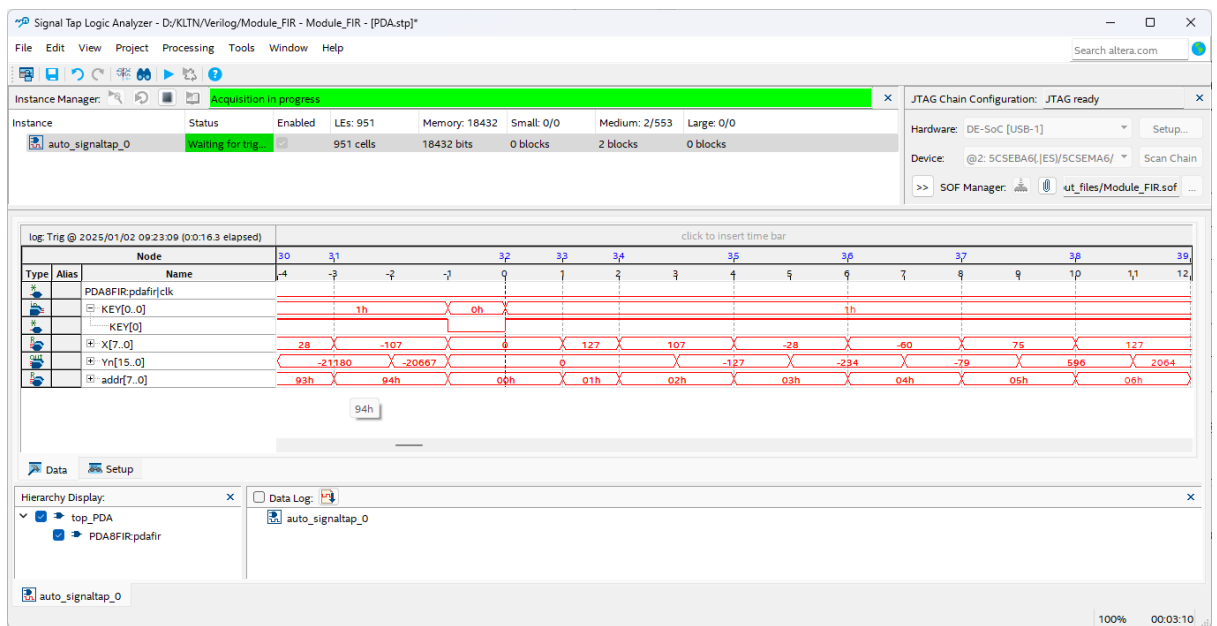 Signal Tap Logic Analyzer - D:/KLTN/Verilog/Module_FIR - Module_FIR - [PDA.stp]*
File Edit View Project Processing Tools Window Help
Search altera.com
Instance Manager: Acquisition in progress
JTAG Chain Configuration: JTAG ready
Instance Status Enabled LEs: 951 Memory: 18432 Small: 0/0 Medium: 2/553 Large: 0/0
auto_signaltap_0 Waiting for trig... 951 cells 18432 bits 0 blocks 2 blocks 0 blocks
Hardware: DE-SoC [USB-1] Setup...
Device: @2: 5CSEBA6(.|ES)/5CSEMA6/ Scan Chain
>> SOF Manager: ut_files/Module_FIR.sof ...
log: Trig @ 2025/01/02 09:23:09 (0:0:16.3 elapsed) click to insert time bar
Node 30 31 32 33 34 35 36 37 38 39
Type Alias Name -4 -3 -2 -1 0 1 2 3 4 5 6 7 8 9 10 11 12
PDA8FIR:pdafir|clk
KEY[0..0] 1h 0h 1h
KEY[0]
X[7..0] 28 -107 0 127 107 -28 -60 75 127
Yn[15..0] -21180 -20667 0 -127 -234 -79 596 2064
addr[7..0] 93h 94h 00h 01h 02h 03h 04h 05h 06h
94h
Data Setup
Hierarchy Display: Data Log:
top_PDA auto_signaltap_0
PDA8FIR:pdafir
auto_signaltap_0
100% 00:03:10